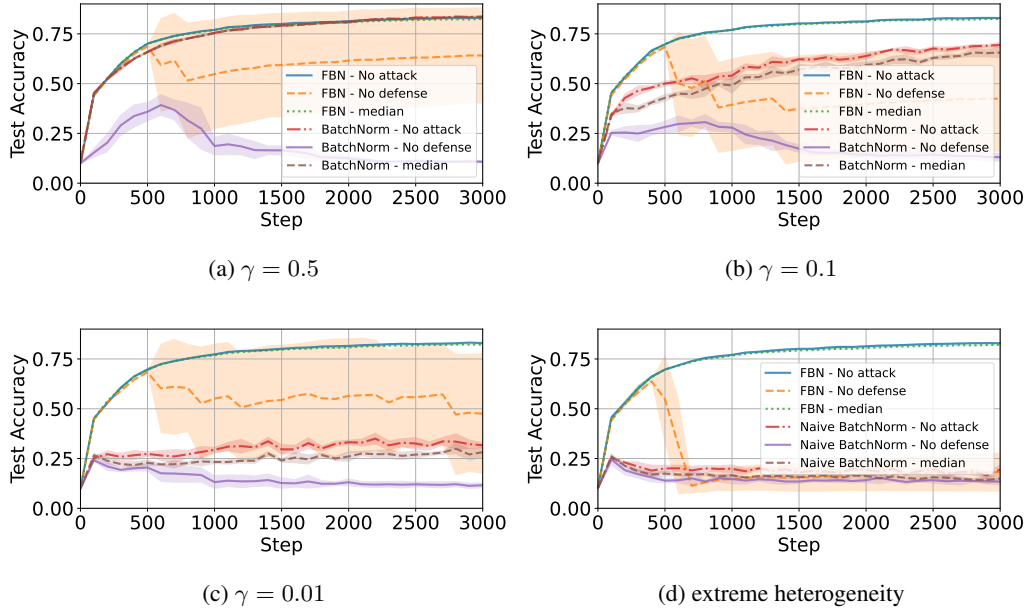 Test Accuracy
0.75
0.50
0.25
0.00
0 500 1000 1500 2000 2500 3000
Step
FBN - No attack
FBN - No defense
FBN - median
BatchNorm - No attack
BatchNorm - No defense
BatchNorm - median
(a) γ = 0.5
Test Accuracy
0.75
0.50
0.25
0.00
0 500 1000 1500 2000 2500 3000
Step
FBN - No attack
FBN - No defense
FBN - median
BatchNorm - No attack
BatchNorm - No defense
BatchNorm - median
(b) γ = 0.1
Test Accuracy
0.75
0.50
0.25
0.00
0 500 1000 1500 2000 2500 3000
Step
(c) γ = 0.01
Test Accuracy
0.75
0.50
0.25
0.00
0 500 1000 1500 2000 2500 3000
Step
FBN - No attack
FBN - No defense
FBN - median
Naive BatchNorm - No attack
Naive BatchNorm - No defense
Naive BatchNorm - median
(d) extreme heterogeneity